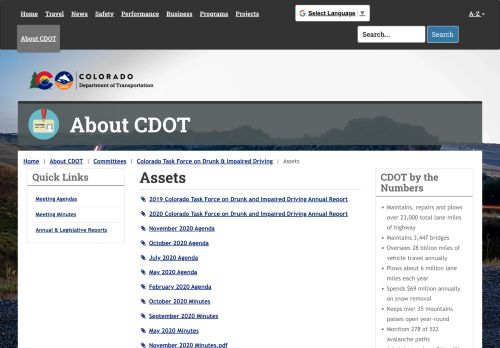 Home Travel News Safety Performance Business Programs Projects
Select Language ▼
A-Z
About CDOT
Search...
Search
COLORADO
Department of Transportation
About CDOT
Home | About CDOT | Committees | Colorado Task Force on Drunk & Impaired Driving | Assets
Quick Links
Meeting Agendas
Meeting Minutes
Annual & Legislative Reports
Assets
2019 Colorado Task Force on Drunk and Impaired Driving Annual Report
2020 Colorado Task Force on Drunk and Impaired Driving Annual Report
November 2020 Agenda
October 2020 Agenda
July 2020 Agenda
May 2020 Agenda
February 2020 Agenda
October 2020 Minutes
September 2020 Minutes
May 2020 Minutes
November 2020 Minutes.pdf
CDOT by the
Numbers
• Maintains, repairs and plows
over 23,000 total lane miles
of highway
• Maintains 3,447 bridges
• Oversees 28 billion miles of
vehicle travel annually
• Plows about 6 million lane
miles each year
• Spends $69 million annually
on snow removal
• Keeps over 35 mountain
passes open year-round
• Monitors 278 of 522
avalanche paths